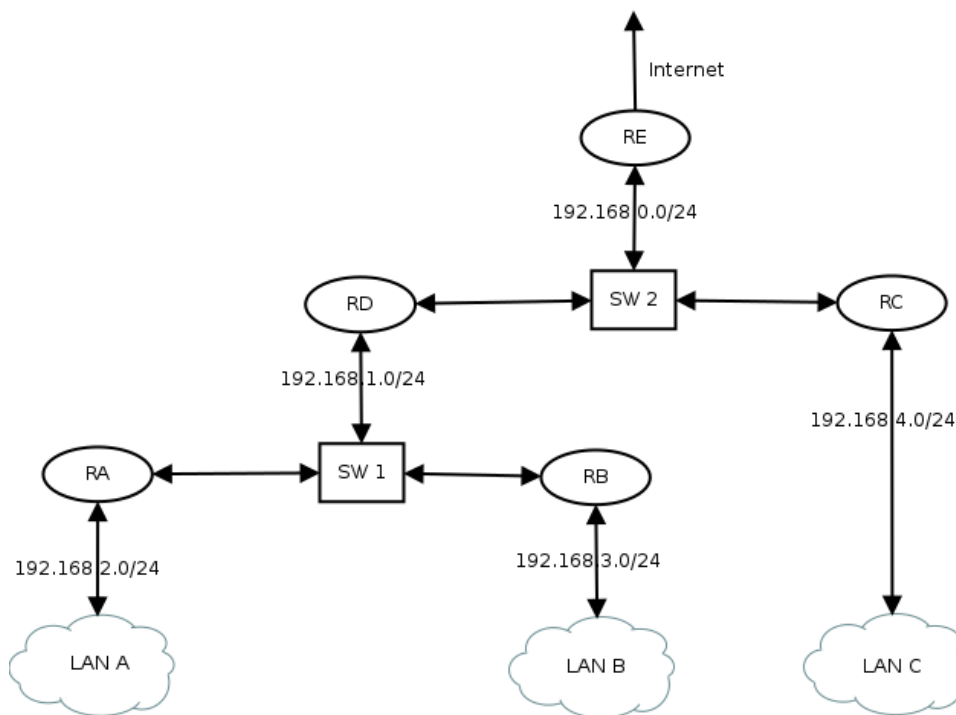 Internet
RE
192.168.0.0/24
RD
SW 2
RC
192.168.1.0/24
192.168.4.0/24
RA
SW 1
RB
192.168.2.0/24
192.168.3.0/24
LAN A
LAN B
LAN C